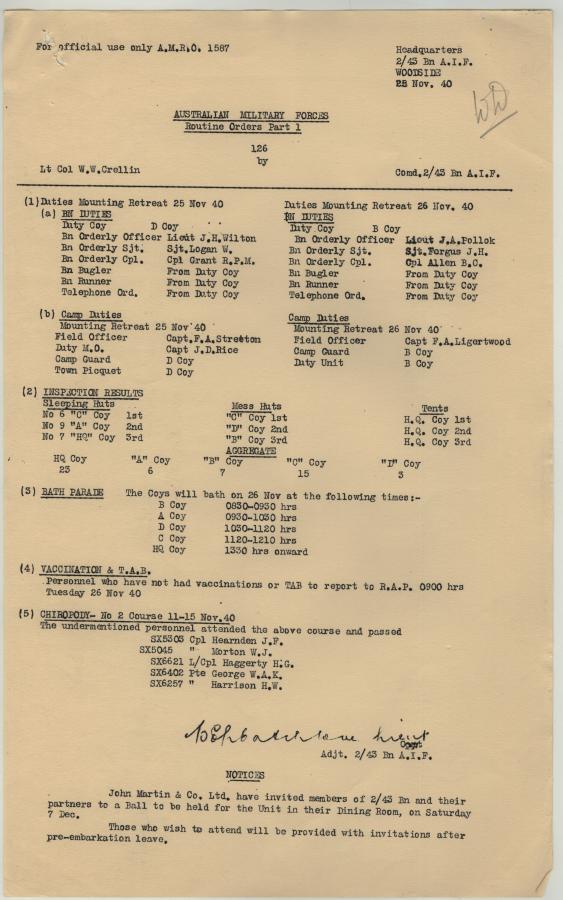 For official use only A.M.R.O. 1587
Headquarters
2/43 Bn A.I.F.
WOODSIDE
25 Nov. 40
WD
AUSTRALIAN MILITARY FORCES
Routine Orders Part 1
126
by
Lt Col W.W.Crellin Comd.2/43 Bn A.I.F.
(1)Duties Mounting Retreat 25 Nov 40
(a) BN DUTIES
Duty Coy D Coy
Bn Orderly Officer Lieut J.H.Wilton
Bn Orderly Sjt. Sjt.Logan W.
Bn Orderly Cpl. Cpl Grant R.P.M.
Bn Bugler From Duty Coy
Bn Runner From Duty Coy
Telephone Ord. From Duty Coy
Duties Mounting Retreat 26 Nov. 40
BN DUTIES
Duty Coy B Coy
Bn Orderly Officer Lieut J.A.Pollok
Bn Orderly Sjt. Sjt.Fergus J.H.
Bn Orderly Cpl. Cpl Allen B.C.
Bn Bugler From Duty Coy
Bn Runner From Duty Coy
Telephone Ord. From Duty Coy
(b) Camp Duties
Mounting Retreat 25 Nov 40
Field Officer Capt.F.A.Stretton
Duty M.O. Capt J.D.Rice
Camp Guard D Coy
Town Picquet D Coy
Camp Duties
Mounting Retreat 26 Nov 40
Field Officer Capt F.A.Ligertwood
Camp Guard B Coy
Duty Unit B Coy
(2) INSPECTION RESULTS
Sleeping Huts Mess Huts Tents
No 6 "C" Coy 1st "C" Coy 1st H.Q. Coy 1st
No 9 "A" Coy 2nd "D" Coy 2nd H.Q. Coy 2nd
No 7 "HQ" Coy 3rd "B" Coy 3rd H.Q. Coy 3rd
AGGREGATE
HQ Coy "A" Coy "B" Coy "C" Coy "D" Coy
23 6 7 15 3
(3) BATH PARADE The Coys will bath on 26 Nov at the following times:-
B Coy 0830-0930 hrs
A Coy 0930-1030 hrs
D Coy 1030-1120 hrs
C Coy 1120-1210 hrs
HQ Coy 1330 hrs onward
(4) VACCINATION & T.A.B.
Personnel who have not had vaccinations or TAB to report to R.A.P. 0900 hrs
Tuesday 26 Nov 40
(5) CHIROPODY- No 2 Course 11-15 Nov.40
The undermentioned personnel attended the above course and passed
SX5303 Cpl Hearnden J.F.
SX5045 " Morton W.J.
SX6621 L/Cpl Haggerty H.G.
SX6402 Pte George W.A.K.
SX6257 " Harrison H.W.
Adjt. 2/43 Bn A.I.F.
NOTICES
John Martin & Co. Ltd. have invited members of 2/43 Bn and their
partners to a Ball to be held for the Unit in their Dining Room, on Saturday
7 Dec.
Those who wish to attend will be provided with invitations after
pre-embarkation leave.